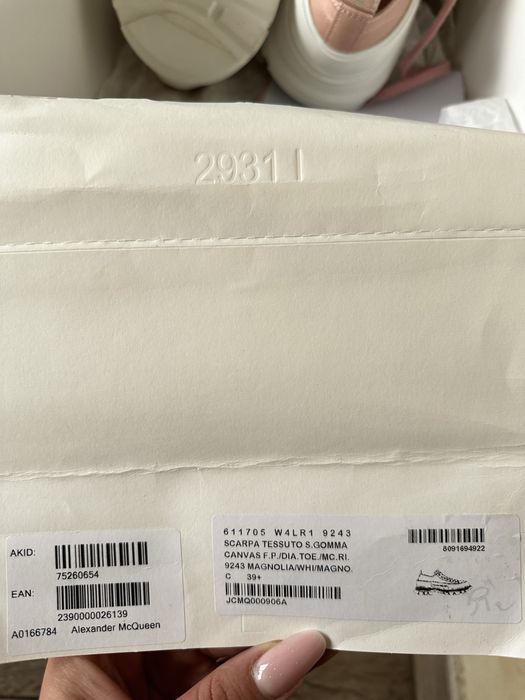 29311
AKID:
75260654
EAN:
2390000026139
A0166784 Alexander McQueen
611705 W4LR1 9243
SCARPA TESSUTO S.GOMMA
CANVAS F.P./DIA.TOE./MC.RI.
9243 MAGNOLIA/WHI/MAGNO.
C 39+
JCMQ000906A
8091694922